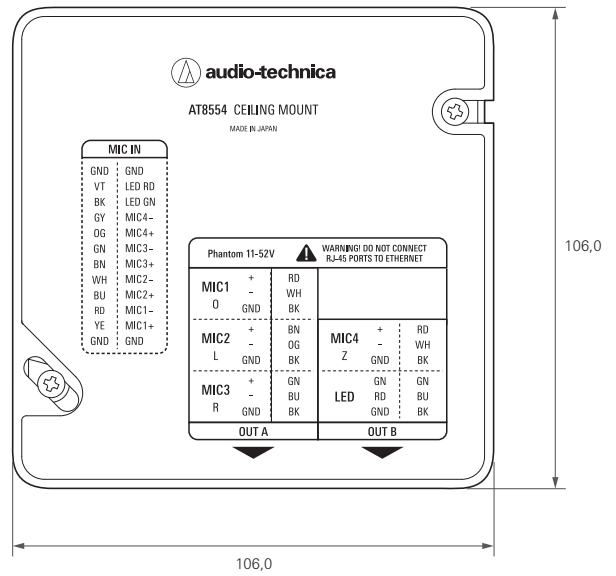 audio-technica
AT8554 CEILING MOUNT
MADE IN JAPAN
MIC IN
GND GND
VT LED RD
BK LED GN
GY MIC4-
OG MIC4+
GN MIC3-
BN MIC3+
WH MIC2-
BU MIC2+
RD MIC1-
YE MIC1+
GND GND
Phantom 11-52V
WARNING! DO NOT CONNECT
RJ-45 PORTS TO ETHERNET
MIC1 O
+ RD
- WH
GND BK
MIC2 L
+ BN
- OG
GND BK
MIC3 R
+ GN
- BU
GND BK
OUT A
MIC4 Z
+ RD
- WH
GND BK
LED
GN GN
RD BU
GND BK
OUT B
106,0
106,0